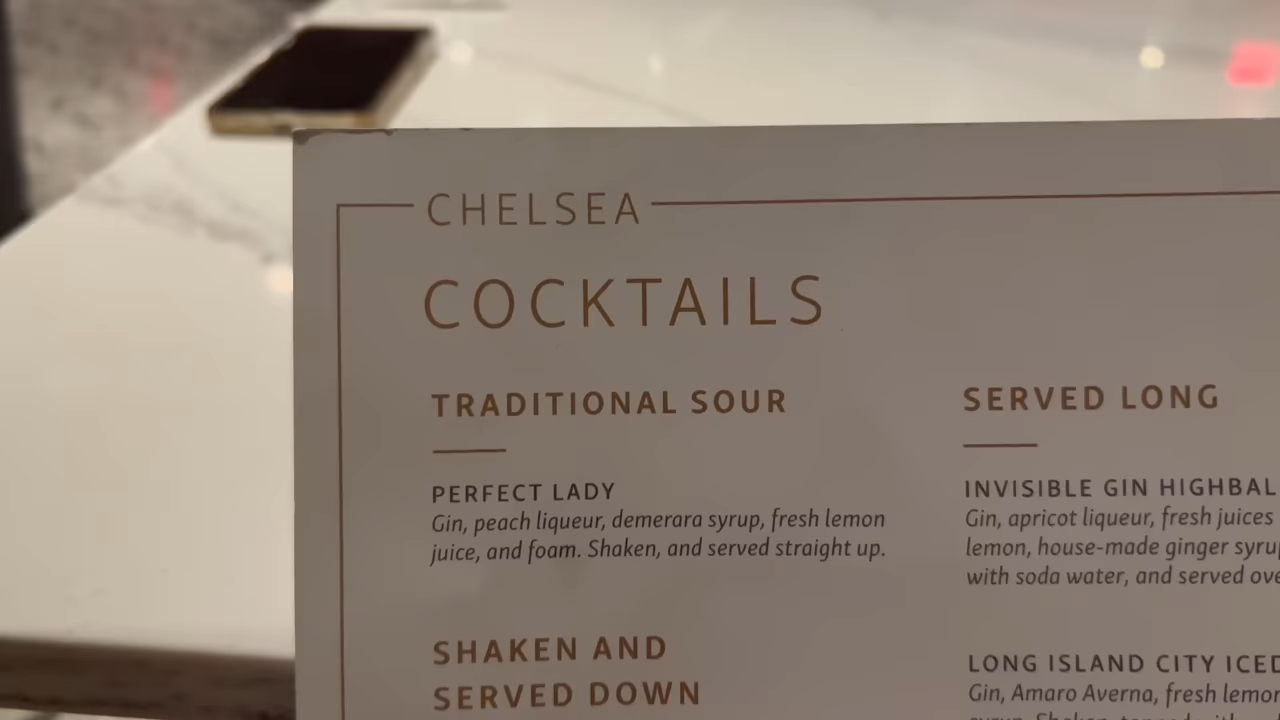 CHELSEA
COCKTAILS
TRADITIONAL SOUR
PERFECT LADY
Gin, peach liqueur, demerara syrup, fresh lemon
juice, and foam. Shaken, and served straight up.
SHAKEN AND
SERVED DOWN
SERVED LONG
INVISIBLE GIN HIGHBAL
Gin, apricot liqueur, fresh juices
lemon, house-made ginger syru
with soda water, and served ove
LONG ISLAND CITY ICED
Gin, Amaro Averna, fresh lemon